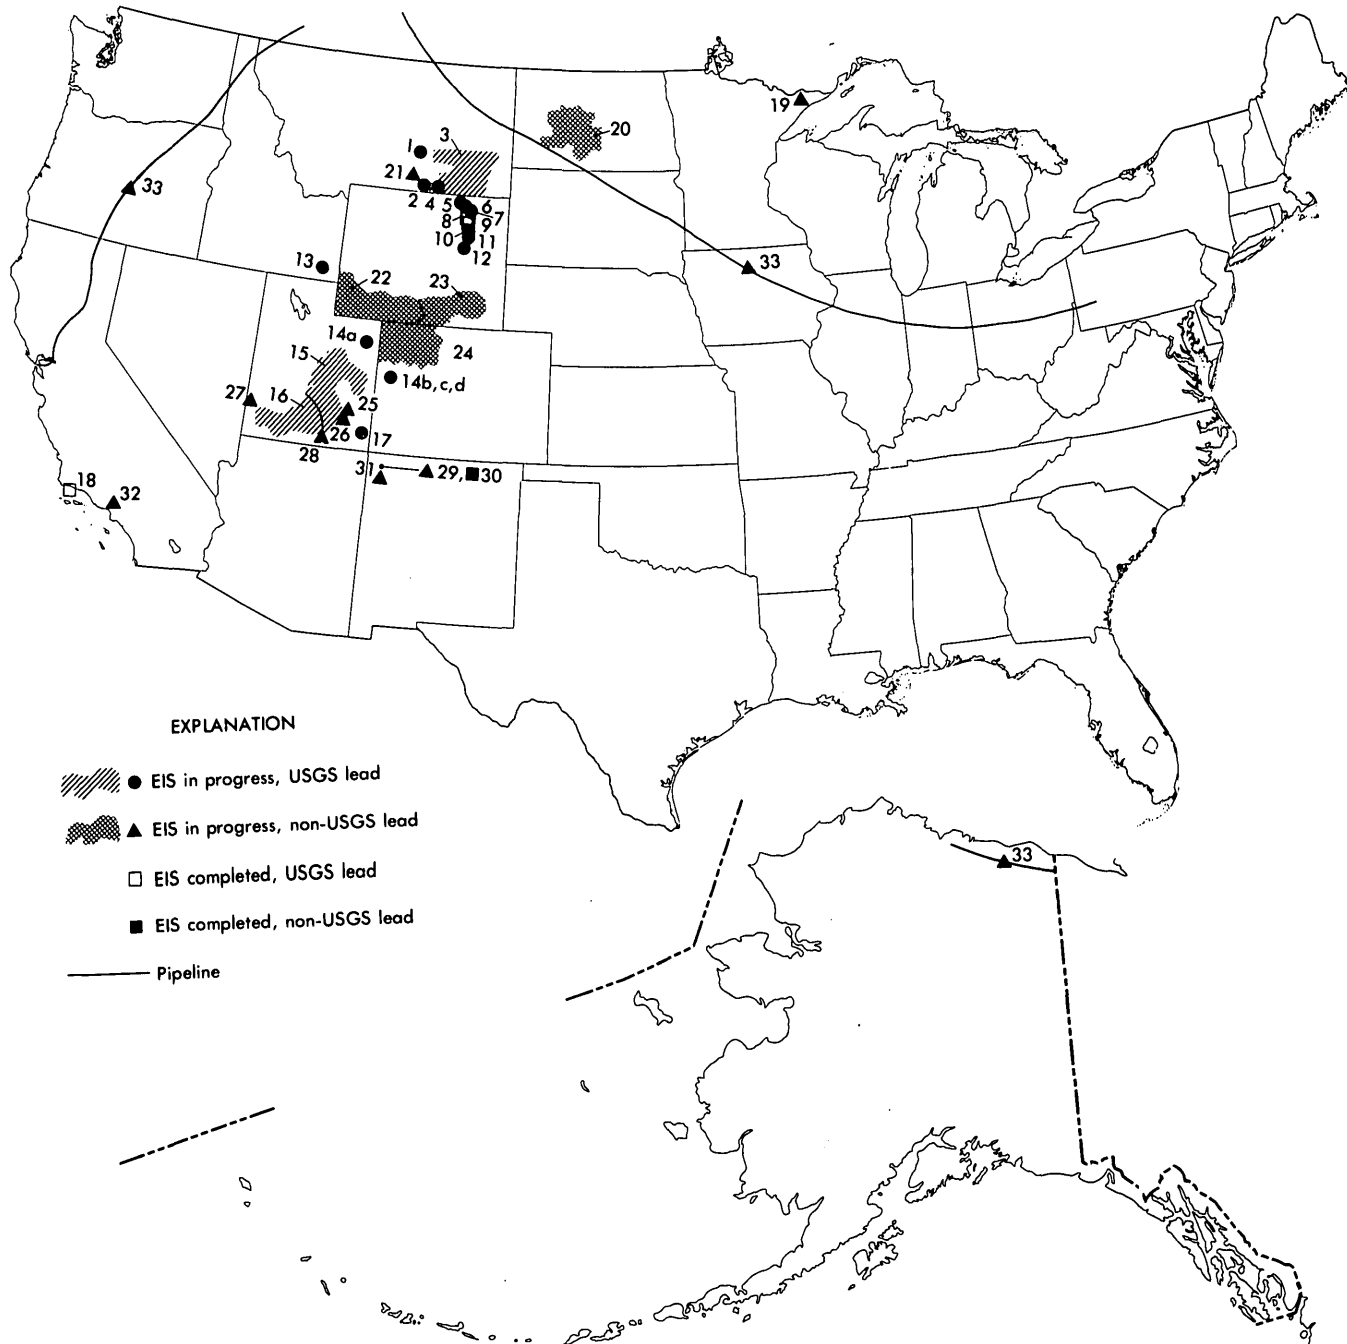 19
20
3
1
21
33
2 4 5 6
7
8
9
10 11
12
33
13
22 23
14a
24
15
14b,c,d
27 16 25
26 17
28
31 29, 30
18
32
EXPLANATION
EIS in progress, USGS lead
EIS in progress, non-USGS lead
EIS completed, USGS lead
EIS completed, non-USGS lead
Pipeline
33